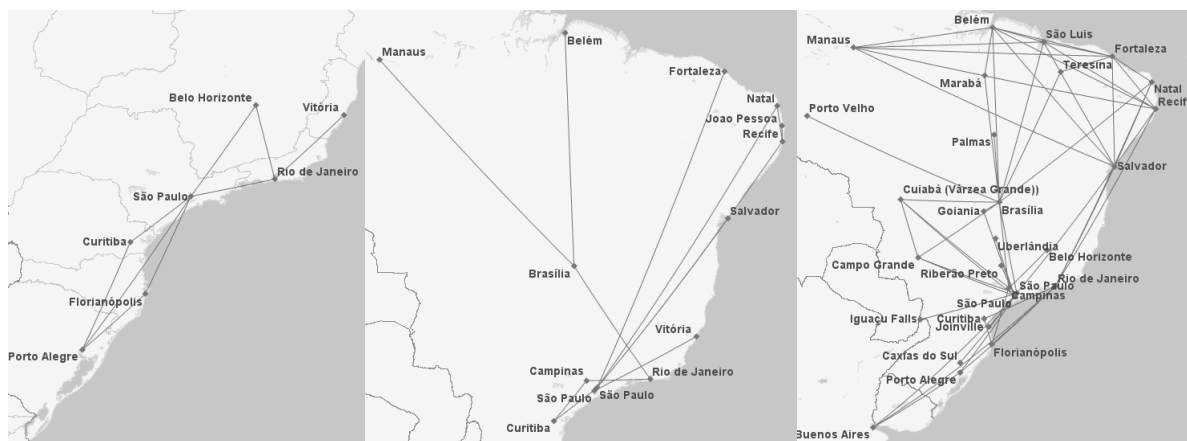 Belo Horizonte
Vitória
Rio de Janeiro
São Paulo
Curitiba
Florianópolis
Porto Alegre
Manaus
Belém
Fortaleza
Natal
Joao Pessoa
Recife
Salvador
Brasília
Vitória
Campinas
Rio de Janeiro
São Paulo
São Paulo
Curitiba
Belém
São Luis
Manaus
Fortaleza
Teresina
Marabá
Natal
Recife
Porto Velho
Palmas
Salvador
Cuiabá (Várzea Grande))
Goiania
Brasília
Uberlândia
Belo Horizonte
Campo Grande
Riberão Preto
Rio de Janeiro
São Paulo
Campinas
São Paulo
Iguaçu Falls
Curitiba
Joinville
Florianópolis
Caxias do Sul
Porto Alegre
Buenos Aires